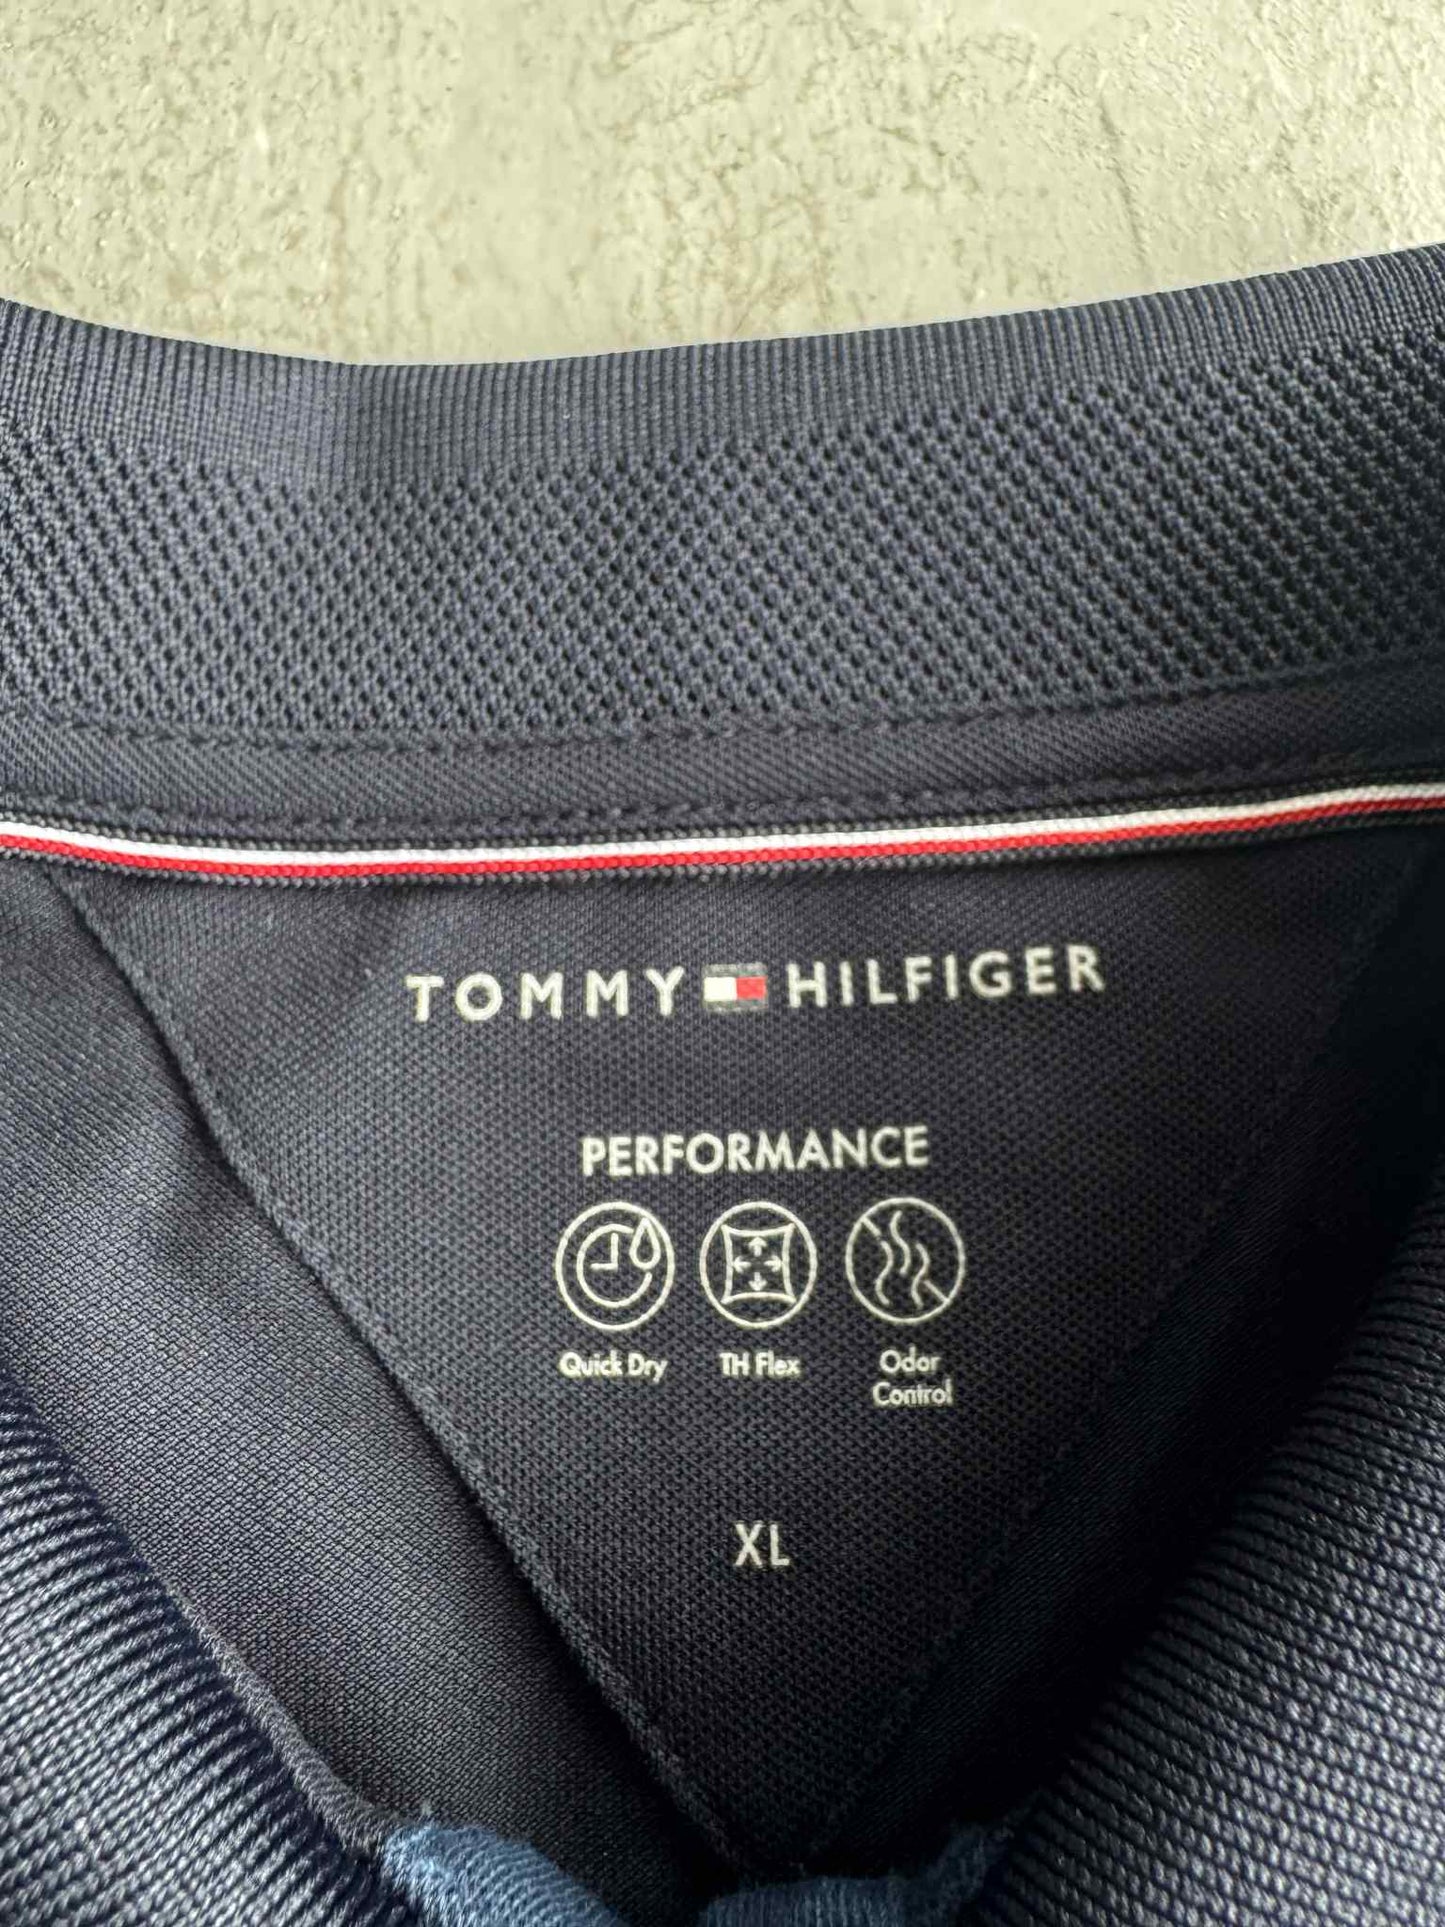 TOMMY HILFIGER
PERFORMANCE
Quick Dry TH Flex Odor
Control
XL